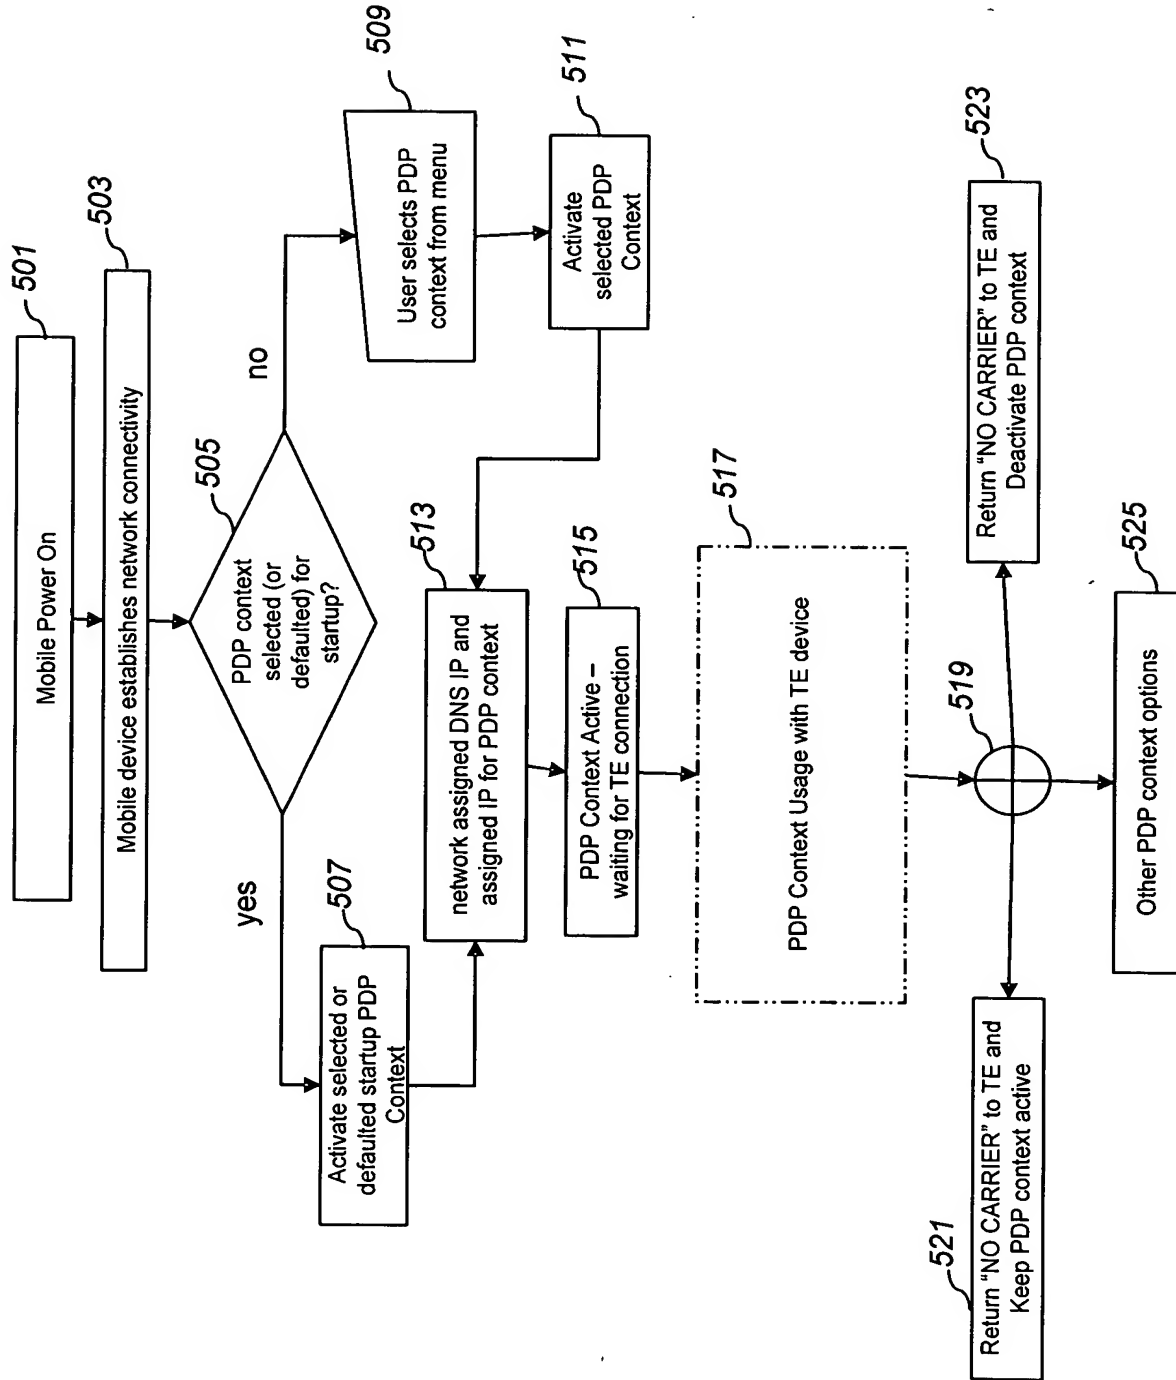 501
Mobile Power On
503
Mobile device establishes network connectivity
505
PDP context
selected (or
defaulted) for
startup?
yes
no
507
Activate selected or
defaulted startup PDP
Context
509
User selects PDP
context from menu
511
Activate
selected PDP
Context
513
network assigned DNS IP and
assigned IP for PDP context
515
PDP Context Active –
waiting for TE connection
517
PDP Context Usage with TE device
519
521
Return “NO CARRIER” to TE and
Keep PDP context active
523
Return “NO CARRIER” to TE and
Deactivate PDP context
525
Other PDP context options